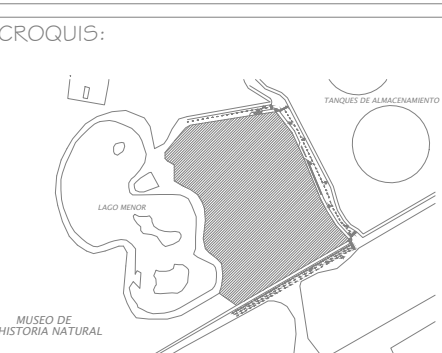 CROQUIS:
TANQUES DE ALMACENAMIENTO
LAGO MENOR
MUSEO DE
HISTORIA NATURAL